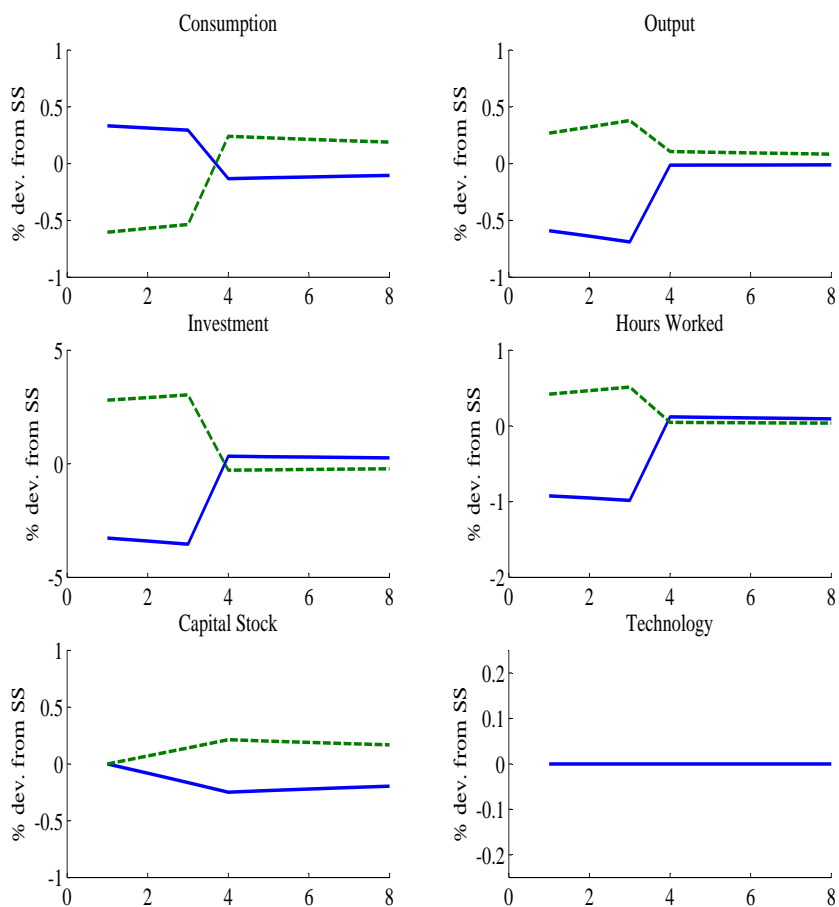 Consumption
1
0.5
0
-0.5
-1
% dev. from SS
0 2 4 6 8
Output
1
0.5
0
-0.5
-1
% dev. from SS
0 2 4 6 8
Investment
5
0
-5
% dev. from SS
0 2 4 6 8
Hours Worked
1
0
-1
-2
% dev. from SS
0 2 4 6 8
Capital Stock
1
0.5
0
-0.5
-1
% dev. from SS
0 2 4 6 8
Technology
0.2
0.1
0
-0.1
-0.2
% dev. from SS
0 2 4 6 8